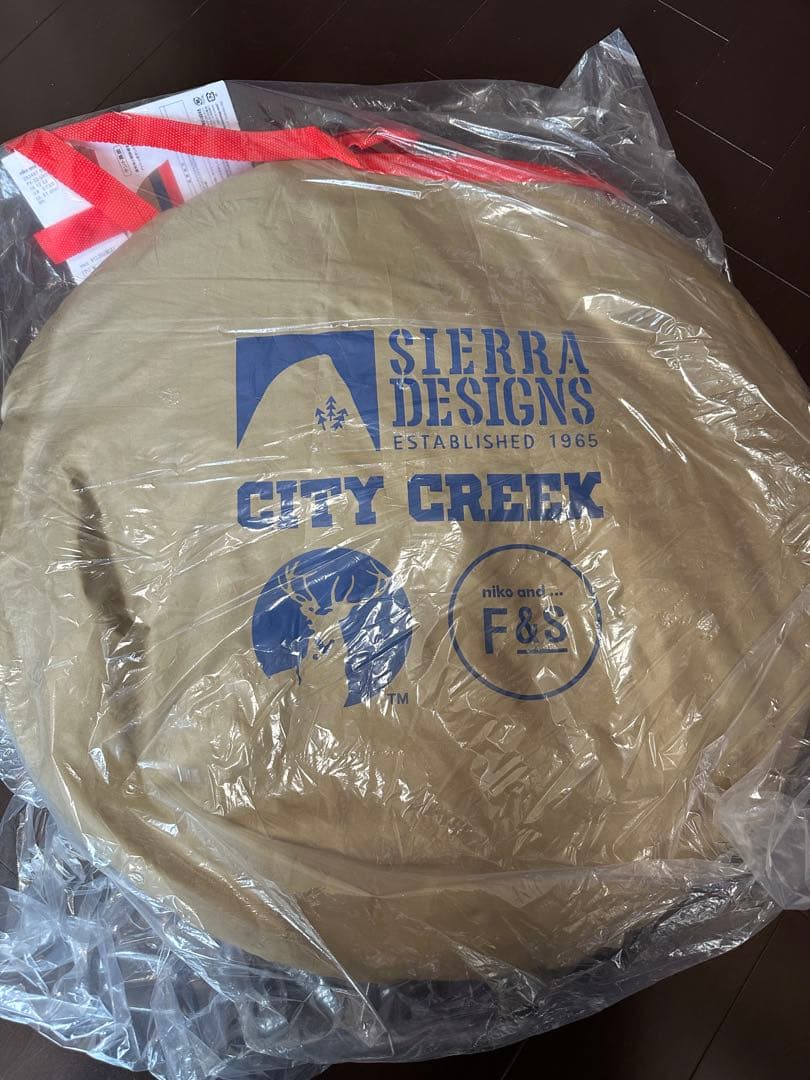 SIERRA
DESIGNS
ESTABLISHED 1965
CITY CREEK
TM
niko and ...
F&S